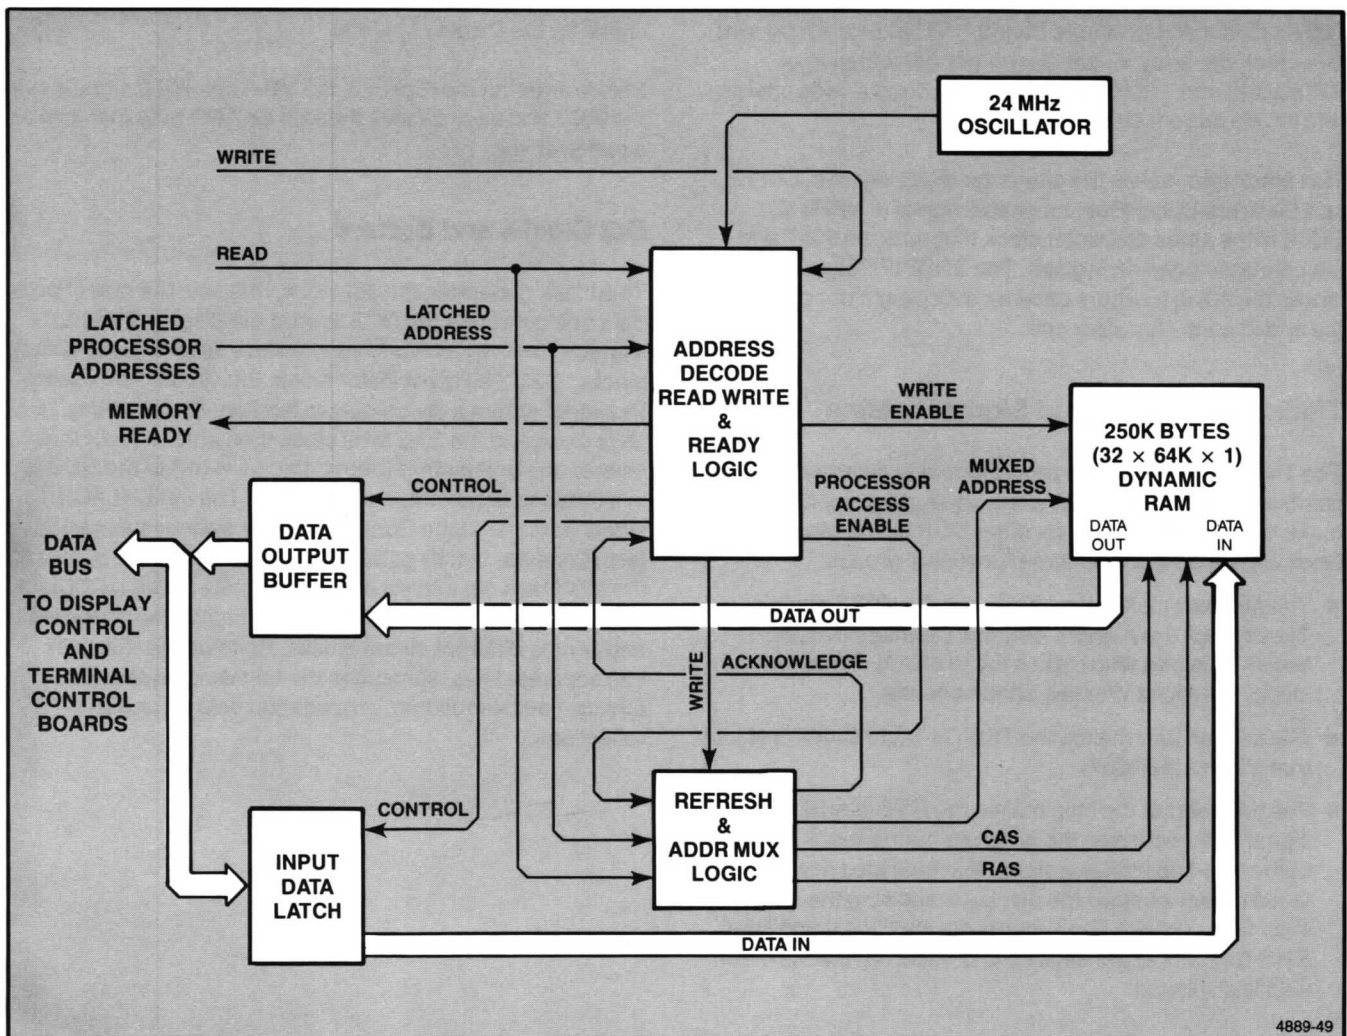 24 MHz
OSCILLATOR
WRITE
READ
LATCHED
PROCESSOR
ADDRESSES
LATCHED
ADDRESS
MEMORY
READY
ADDRESS
DECODE
READ WRITE
&
READY
LOGIC
WRITE
ENABLE
250K BYTES
(32 × 64K × 1)
DYNAMIC
RAM
DATA
OUT
DATA
IN
MUXED
ADDRESS
PROCESSOR
ACCESS
ENABLE
CONTROL
DATA
OUTPUT
BUFFER
DATA
BUS
TO DISPLAY
CONTROL
AND
TERMINAL
CONTROL
BOARDS
DATA OUT
WRITE
ACKNOWLEDGE
CONTROL
REFRESH
&
ADDR MUX
LOGIC
CAS
RAS
INPUT
DATA
LATCH
DATA IN
4889-49